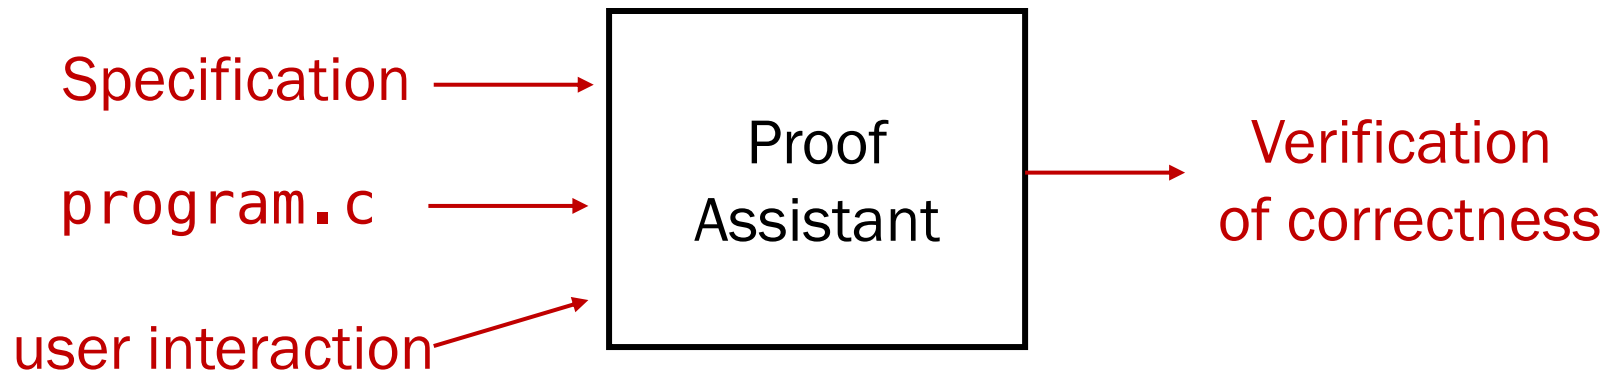 Specification
program.c
user interaction
Proof
Assistant
Verification
of correctness